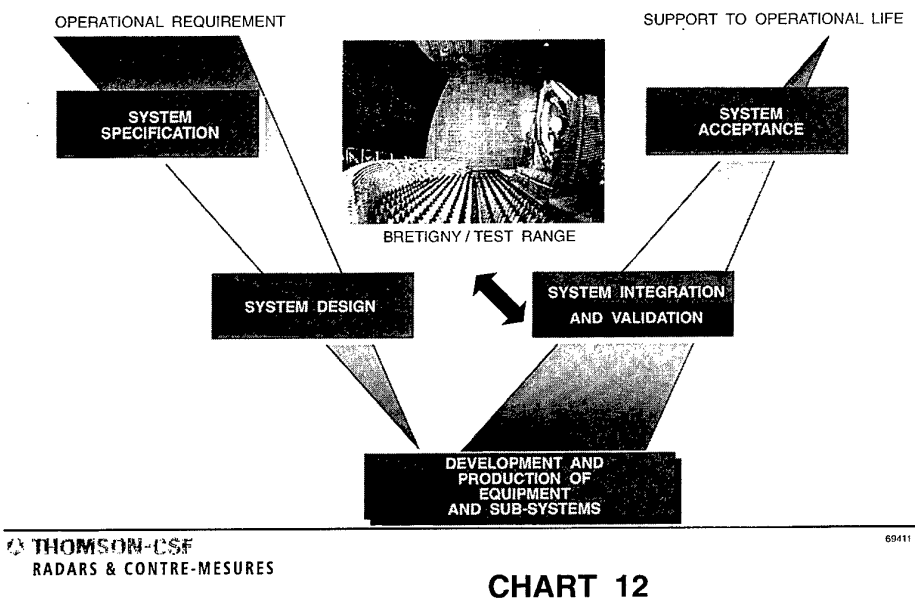 OPERATIONAL REQUIREMENT
SUPPORT TO OPERATIONAL LIFE
SYSTEM
SPECIFICATION
SYSTEM
ACCEPTANCE
BRETIGNY / TEST RANGE
SYSTEM DESIGN
SYSTEM INTEGRATION
AND VALIDATION
DEVELOPMENT AND
PRODUCTION OF
EQUIPMENT
AND SUB-SYSTEMS
THOMSON-CSF
RADARS & CONTRE-MESURES
69411
CHART 12